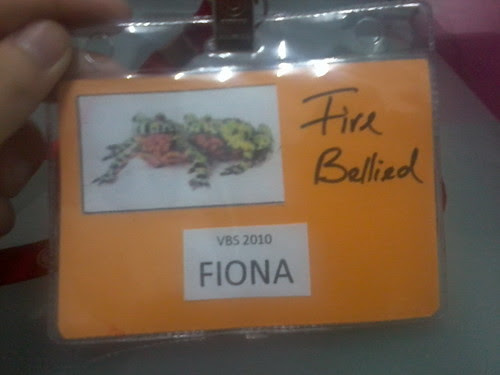 Fire
Bellied
VBS 2010
FIONA